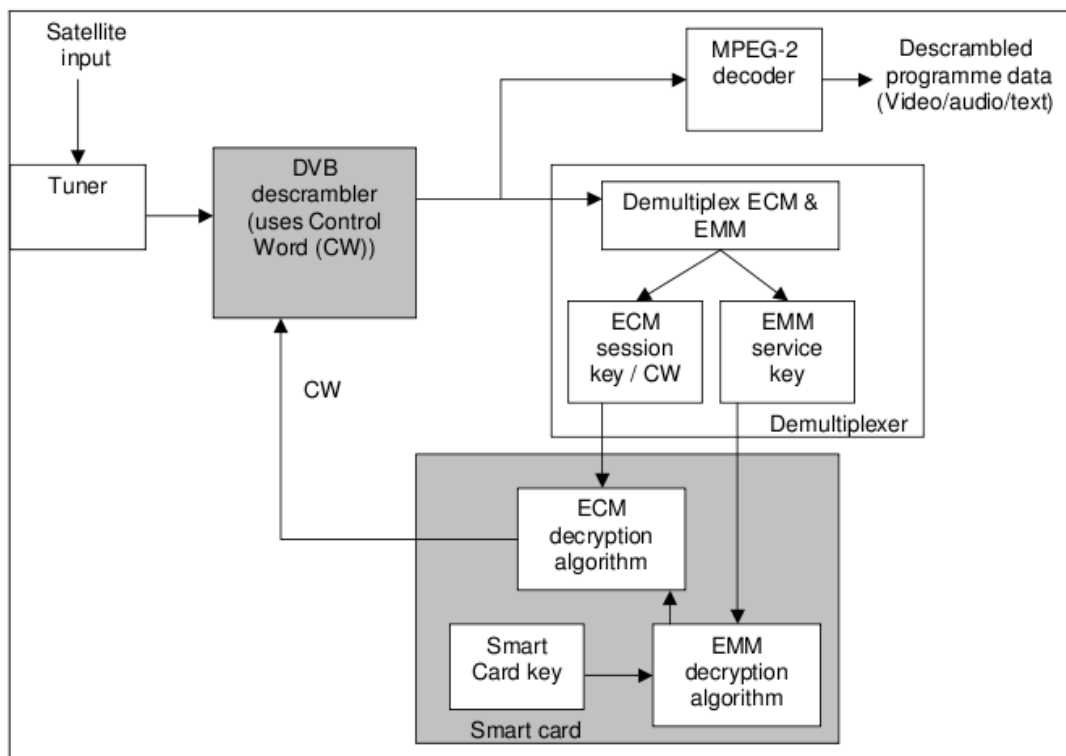 Satellite
input
MPEG-2
decoder
Descrambled
programme data
(Video/audio/text)
Tuner
DVB
descrambler
(uses Control
Word (CW))
Demultiplex ECM &
EMM
ECM
session
key / CW
EMM
service
key
Demultiplexer
CW
ECM
decryption
algorithm
Smart
Card key
EMM
decryption
algorithm
Smart card